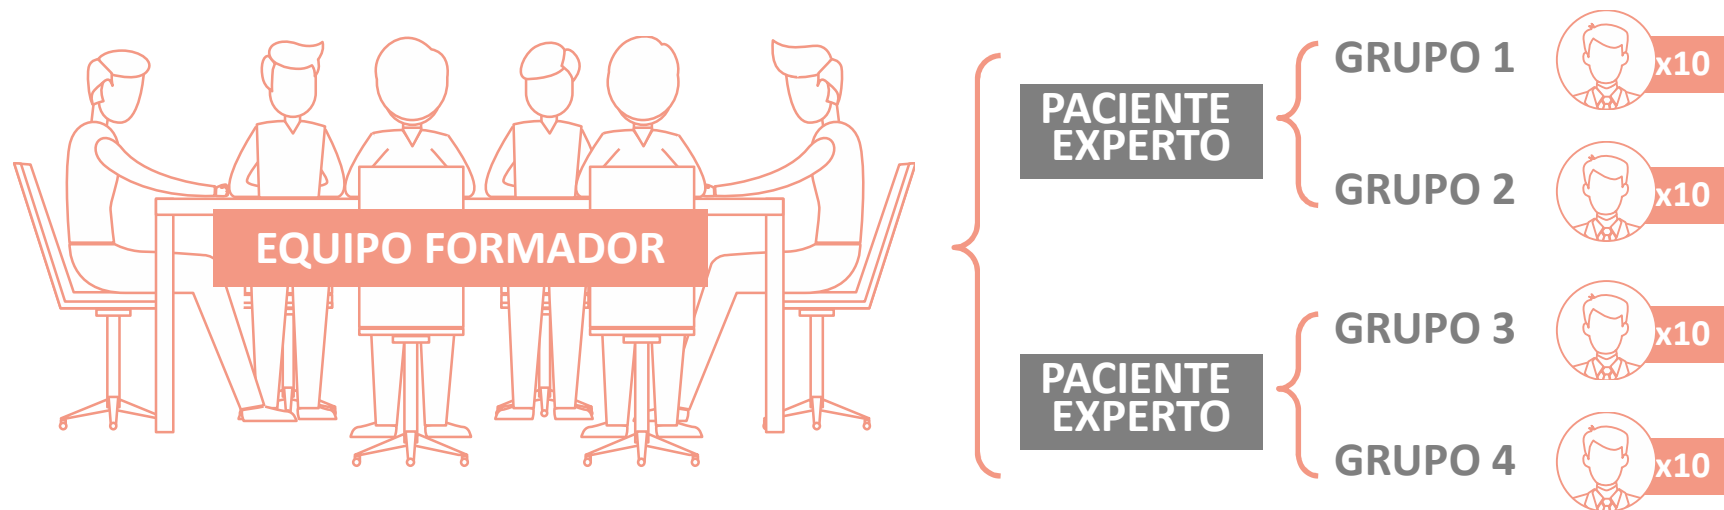 EQUIPO FORMADOR
PACIENTE
EXPERTO
GRUPO 1
x10
GRUPO 2
x10
PACIENTE
EXPERTO
GRUPO 3
x10
GRUPO 4
x10